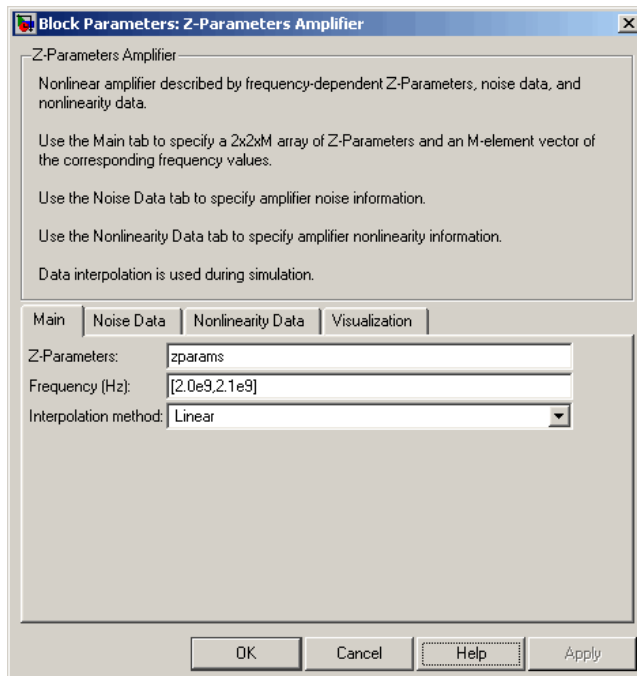 Block Parameters: Z-Parameters Amplifier
Z-Parameters Amplifier
Nonlinear amplifier described by frequency-dependent Z-Parameters, noise data, and
nonlinearity data.
Use the Main tab to specify a 2x2xM array of Z-Parameters and an M-element vector of
the corresponding frequency values.
Use the Noise Data tab to specify amplifier noise information.
Use the Nonlinearity Data tab to specify amplifier nonlinearity information.
Data interpolation is used during simulation.
Main Noise Data Nonlinearity Data Visualization
Z-Parameters: zparams
Frequency (Hz): [2.0e9,2.1e9]
Interpolation method: Linear
OK Cancel Help Apply